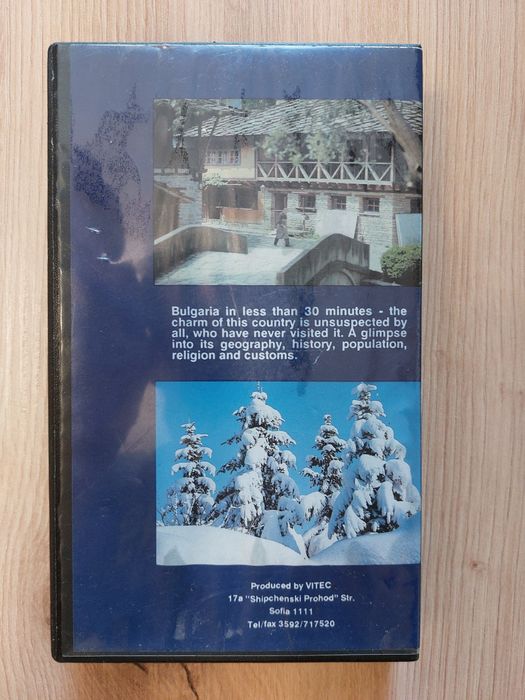 Bulgaria in less than 30 minutes - the
charm of this country is unsuspected by
all, who have never visited it. A glimpse
into its geography, history, population,
religion and customs.
Produced by VITEC
17a "Shipchenski Prohod" Str.
Sofia 1111
Tel/fax 3592/717520